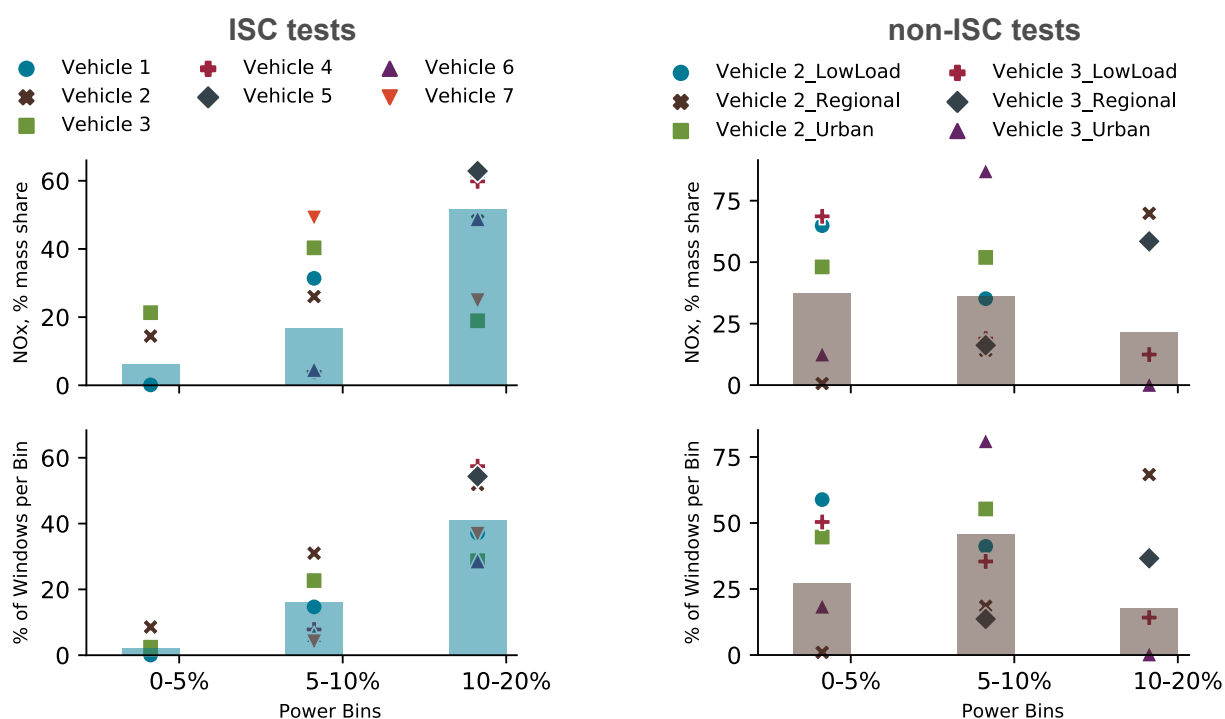 ISC tests
Vehicle 1
Vehicle 2
Vehicle 3
Vehicle 4
Vehicle 5
Vehicle 6
Vehicle 7
NOx, % mass share
60
40
20
0
% of Windows per Bin
60
40
20
0
0-5%
5-10%
10-20%
Power Bins
non-ISC tests
Vehicle 2_LowLoad
Vehicle 2_Regional
Vehicle 2_Urban
Vehicle 3_LowLoad
Vehicle 3_Regional
Vehicle 3_Urban
NOx, % mass share
75
50
25
0
% of Windows per Bin
75
50
25
0
0-5%
5-10%
10-20%
Power Bins